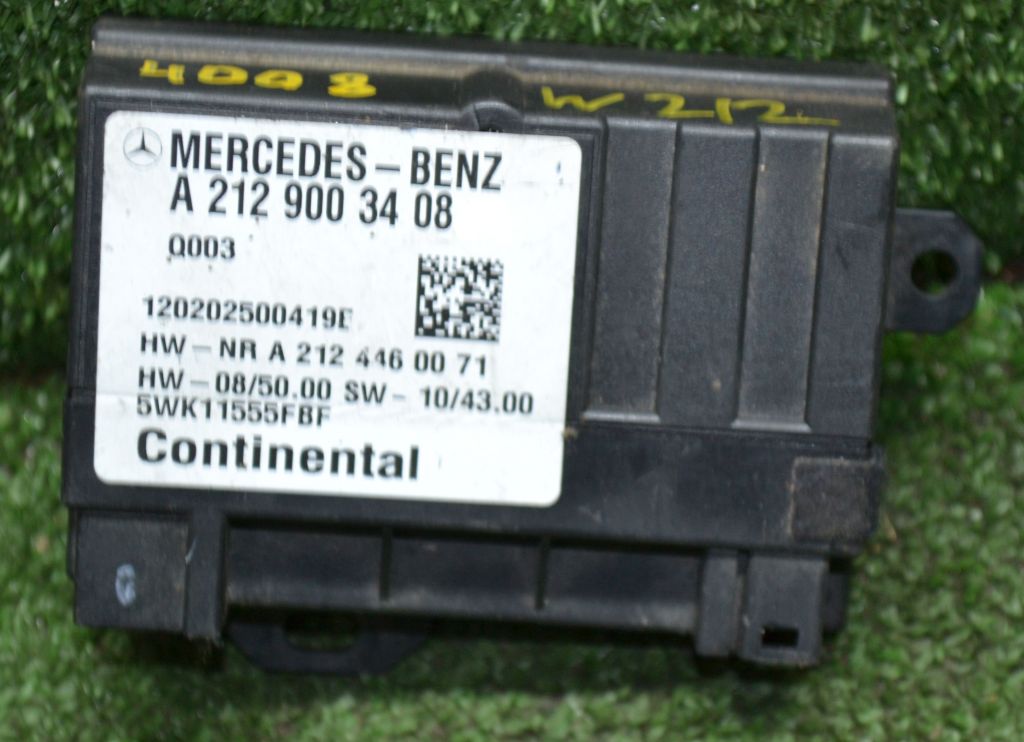 4008 W212
MERCEDES-BENZ
A 212 900 34 08
Q003
120202500419E
HW-NR A 212 446 00 71
HW-08/50.00 SW-10/43.00
5WK11555FBF
Continental